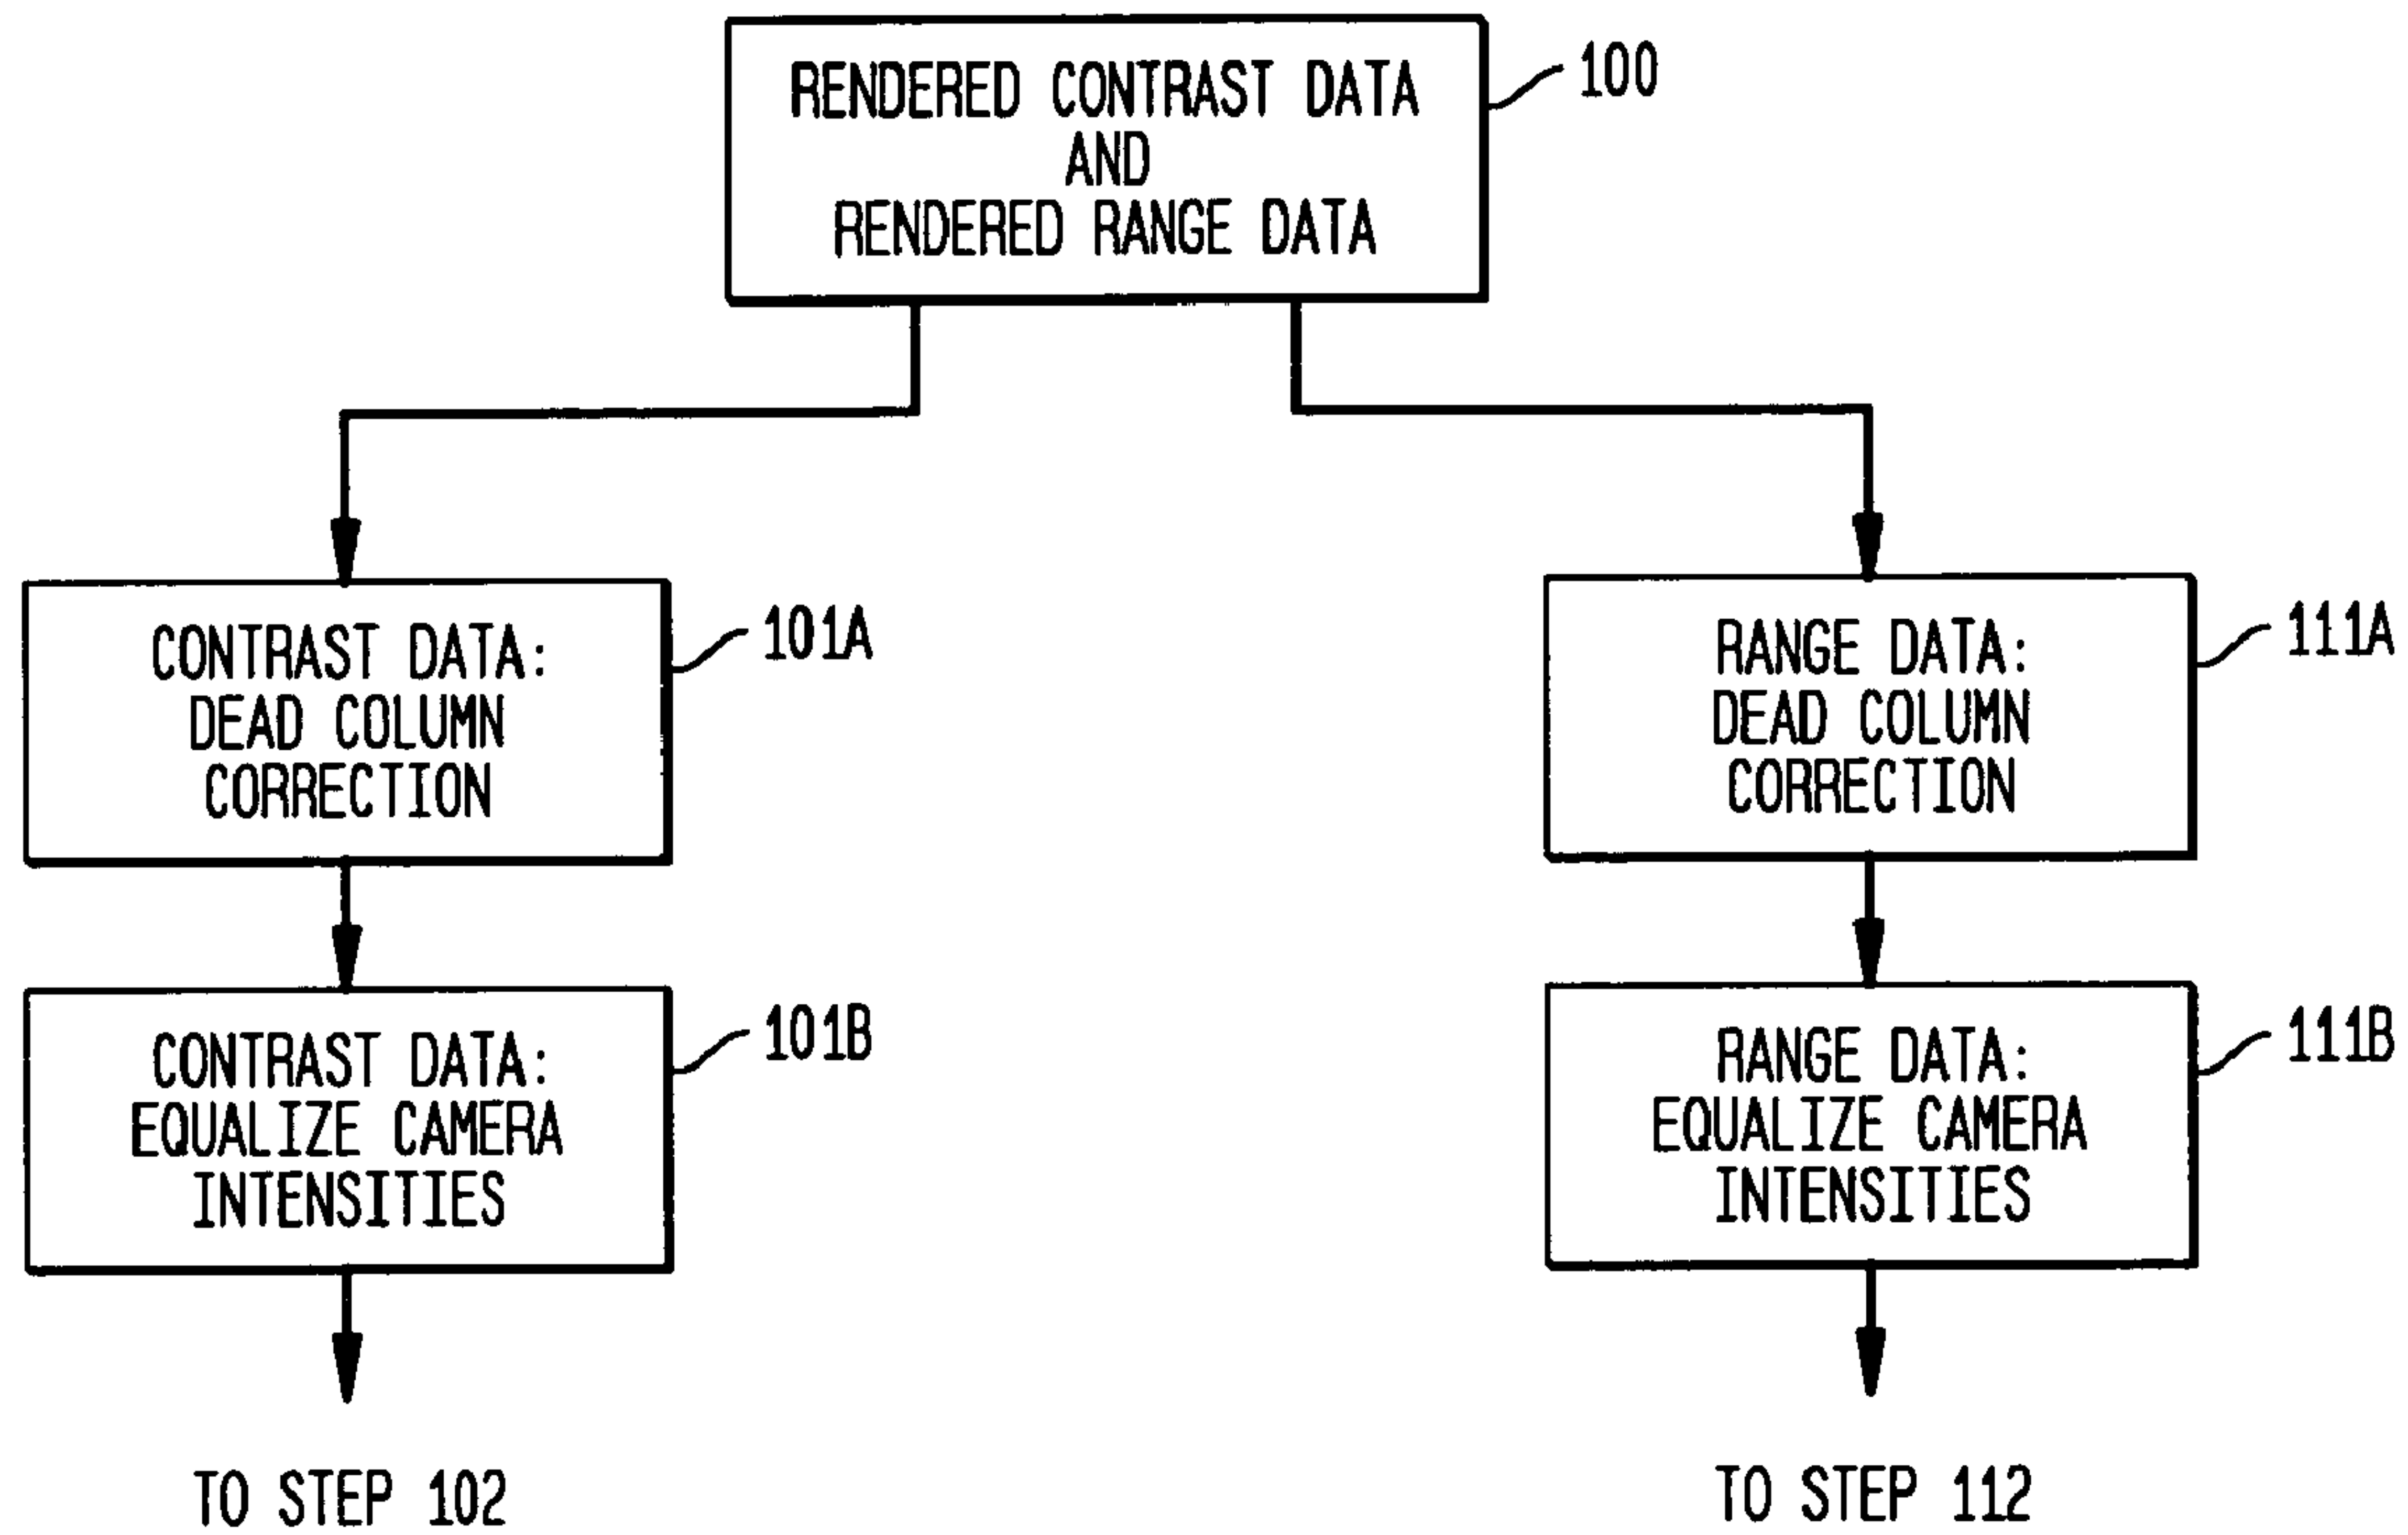 RENDERED CONTRAST DATA
AND
RENDERED RANGE DATA
100
CONTRAST DATA:
DEAD COLUMN
CORRECTION
101A
RANGE DATA:
DEAD COLUMN
CORRECTION
111A
CONTRAST DATA:
EQUALIZE CAMERA
INTENSITIES
101B
RANGE DATA:
EQUALIZE CAMERA
INTENSITIES
111B
TO STEP 102
TO STEP 112